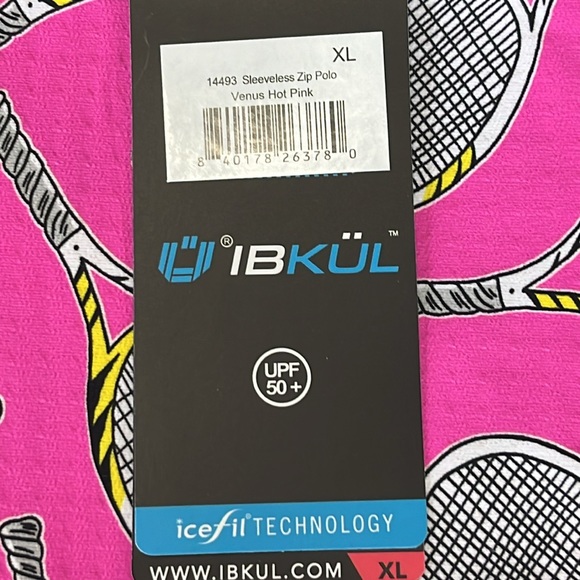 XL
14493 Sleeveless Zip Polo
Venus Hot Pink
8 40178 26378 0
® IBKÜL™
UPF
50+
icefil® TECHNOLOGY
WWW.IBKUL.COM XL